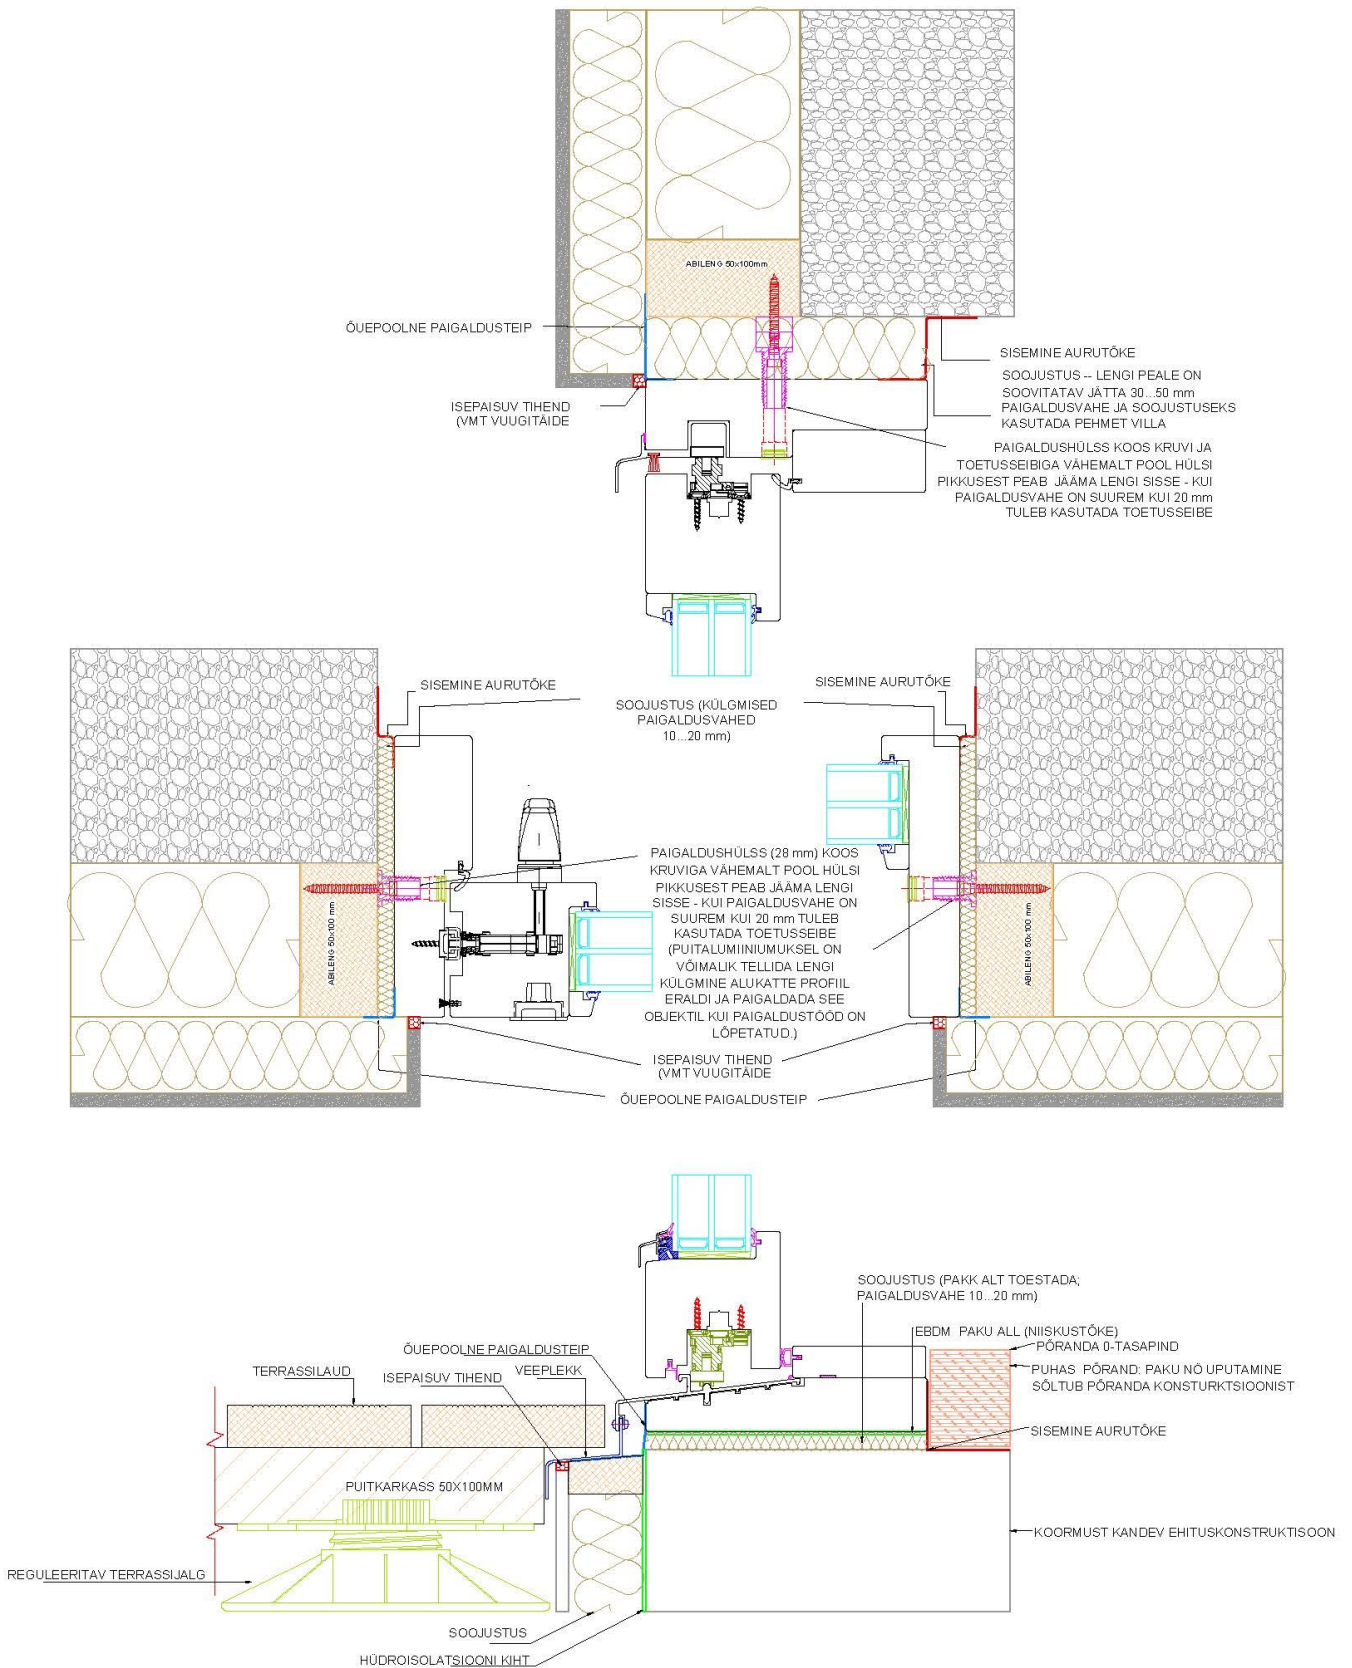 ABILENG 50x100mm
ÕUEPOOLNE PAIGALDUSTEIP
SISEMINE AURUTÕKE
SOOJUSTUS -- LENGI PEALE ON
SOOVITATAV JÄTTA 30...50 mm
PAIGALDUSVAHE JA SOOJUSTUSEKS
KASUTADA PEHMET VILLA
ISEPAISUV TIHEND
(VMT VUUGITÄIDE
PAIGALDUSHÜLSS KOOS KRUVI JA
TOETUSSEIBIGA VÄHEMALT POOL HÜLSI
PIKKUSEST PEAB JÄÄMA LENGI SISSE - KUI
PAIGALDUSVAHE ON SUUREM KUI 20 mm
TULEB KASUTADA TOETUSSEIBE
SISEMINE AURUTÕKE
SISEMINE AURUTÕKE
SOOJUSTUS (KÜLGMISED
PAIGALDUSVAHED
10...20 mm)
PAIGALDUSHÜLSS (28 mm) KOOS
KRUVIGA VÄHEMALT POOL HÜLSI
PIKKUSEST PEAB JÄÄMA LENGI
SISSE - KUI PAIGALDUSVAHE ON
SUUREM KUI 20 mm TULEB
KASUTADA TOETUSSEIBE
(PUITALUMIINIUMUKSEL ON
VÕIMALIK TELLIDA LENGI
KÜLGMINE ALUKATTE PROFIIL
ERALDI JA PAIGALDADA SEE
OBJEKTIL KUI PAIGALDUSTÖÖD ON
LÕPETATUD.)
ABILENG 50x100 mm
ABILENG 50x100 mm
ISEPAISUV TIHEND
(VMT VUUGITÄIDE
ÕUEPOOLNE PAIGALDUSTEIP
SOOJUSTUS (PAKK ALT TOESTADA;
PAIGALDUSVAHE 10...20 mm)
EBDM PAKU ALL (NIISKUSTÕKE)
PÕRANDA 0-TASAPIND
PUHAS PÕRAND: PAKU NÖ UPUTAMINE
SÕLTUB PÕRANDA KONSTURKTSIOONIST
ÕUEPOOLNE PAIGALDUSTEIP
TERRASSILAUD
ISEPAISUV TIHEND
VEEPLEKK
SISEMINE AURUTÕKE
PUITKARKASS 50X100MM
KOORMUST KANDEV EHITUSKONSTRUKTISOON
REGULEERITAV TERRASSIJALG
SOOJUSTUS
HÜDROISOLATSIOONI KIHT